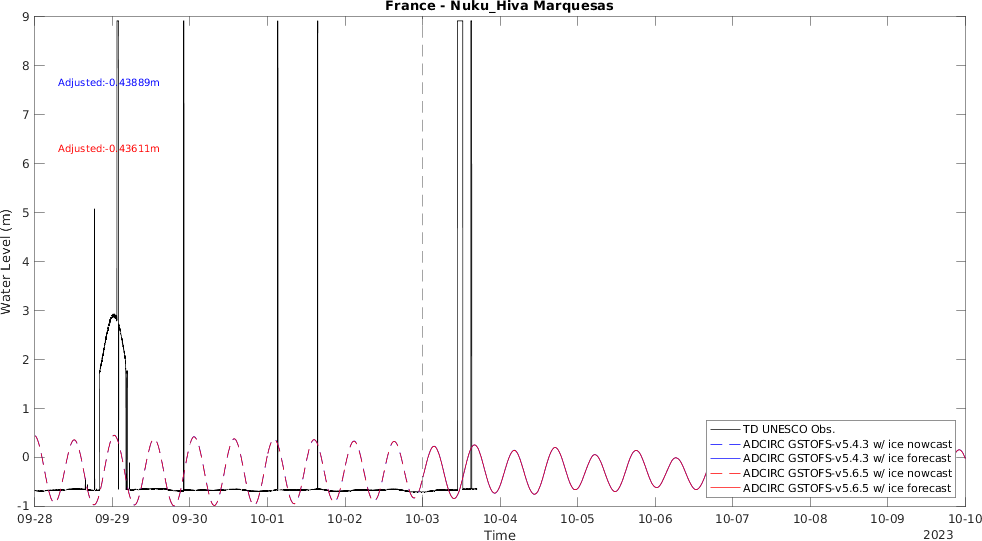 France - Nuku_Hiva Marquesas
9
8
7
6
5
4
3
2
1
0
-1
Water Level (m)
Adjusted:-0.43889m
Adjusted:-0.43611m
TD UNESCO Obs.
ADCIRC GSTOFS-v5.4.3 w/ ice nowcast
ADCIRC GSTOFS-v5.4.3 w/ ice forecast
ADCIRC GSTOFS-v5.6.5 w/ ice nowcast
ADCIRC GSTOFS-v5.6.5 w/ ice forecast
09-28 09-29 09-30 10-01 10-02 10-03 10-04 10-05 10-06 10-07 10-08 10-09 10-10
Time
2023